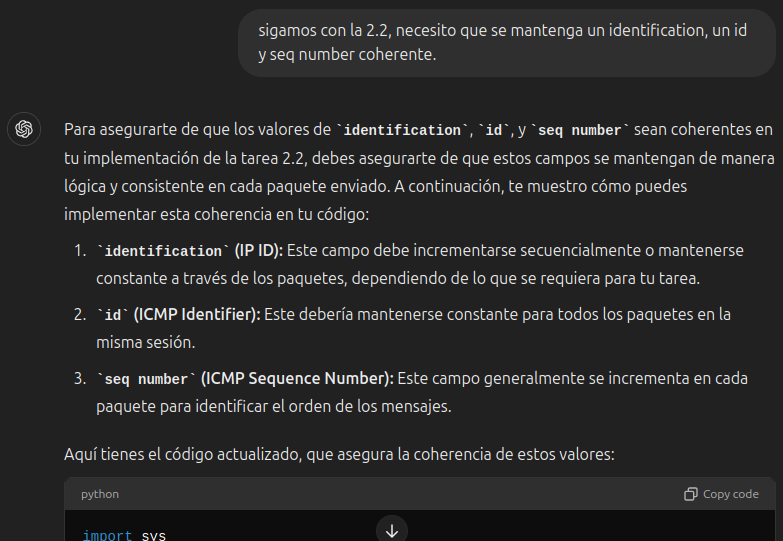 sigamos con la 2.2, necesito que se mantenga un identification, un id
y seq number coherente.
Para asegurarte de que los valores de `identification`, `id`, y `seq number` sean coherentes en
tu implementación de la tarea 2.2, debes asegurarte de que estos campos se mantengan de manera
lógica y consistente en cada paquete enviado. A continuación, te muestro cómo puedes
implementar esta coherencia en tu código:
1. `identification` (IP ID): Este campo debe incrementarse secuencialmente o mantenerse
constante a través de los paquetes, dependiendo de lo que se requiera para tu tarea.
2. `id` (ICMP Identifier): Este debería mantenerse constante para todos los paquetes en la
misma sesión.
3. `seq number` (ICMP Sequence Number): Este campo generalmente se incrementa en cada
paquete para identificar el orden de los mensajes.
Aquí tienes el código actualizado, que asegura la coherencia de estos valores:
python Copy code
import sys